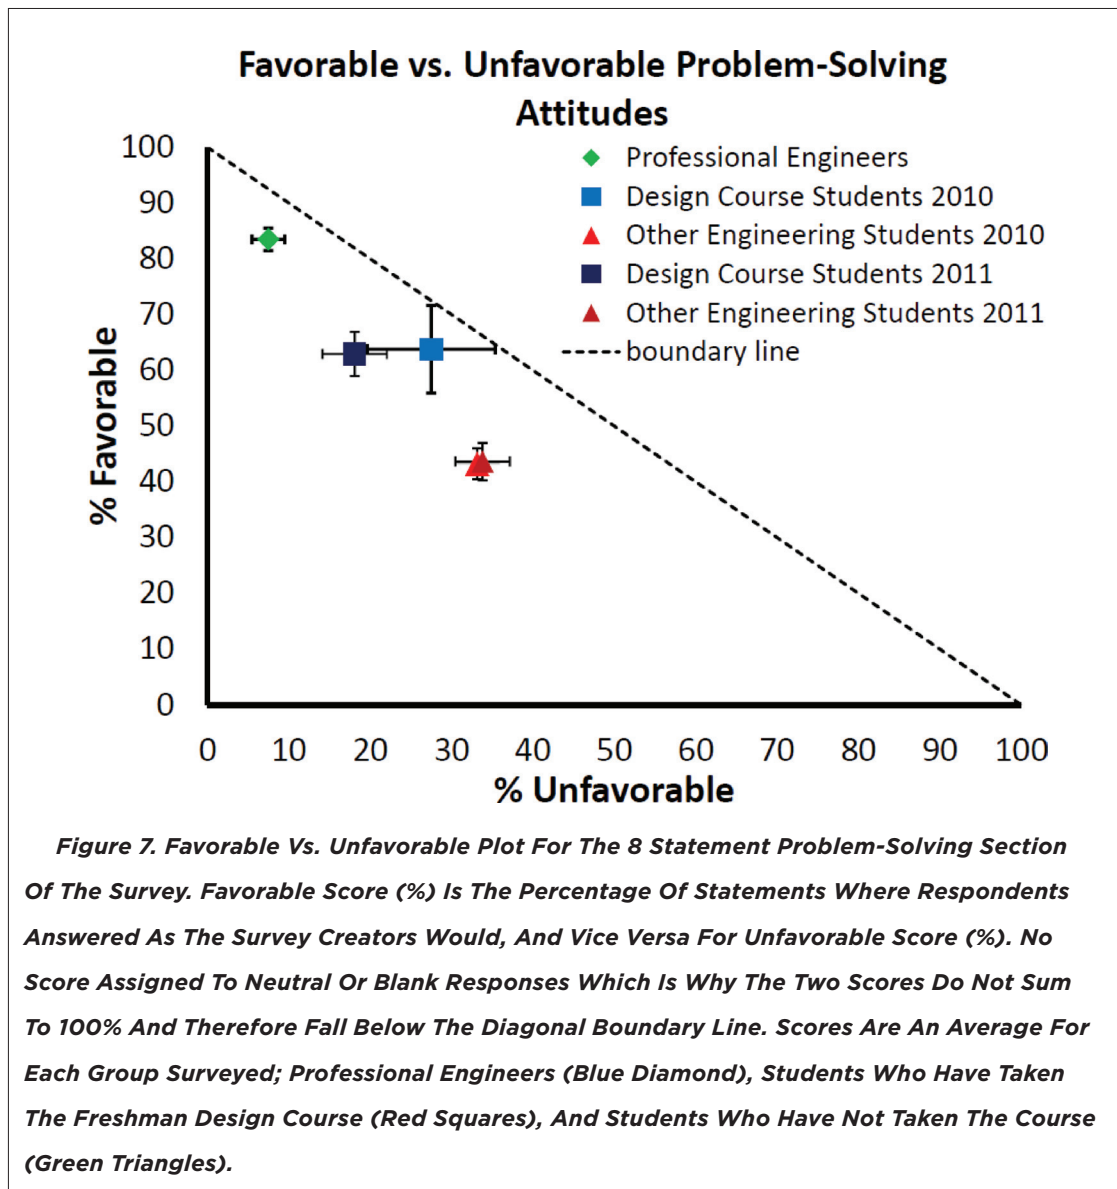 Favorable vs. Unfavorable Problem-Solving
Attitudes
100
90
80
70
60
50
40
30
20
10
0
% Favorable
Professional Engineers
Design Course Students 2010
Other Engineering Students 2010
Design Course Students 2011
Other Engineering Students 2011
boundary line
0 10 20 30 40 50 60 70 80 90 100
% Unfavorable
Figure 7. Favorable Vs. Unfavorable Plot For The 8 Statement Problem-Solving Section
Of The Survey. Favorable Score (%) Is The Percentage Of Statements Where Respondents
Answered As The Survey Creators Would, And Vice Versa For Unfavorable Score (%). No
Score Assigned To Neutral Or Blank Responses Which Is Why The Two Scores Do Not Sum
To 100% And Therefore Fall Below The Diagonal Boundary Line. Scores Are An Average For
Each Group Surveyed; Professional Engineers (Blue Diamond), Students Who Have Taken
The Freshman Design Course (Red Squares), And Students Who Have Not Taken The Course
(Green Triangles).